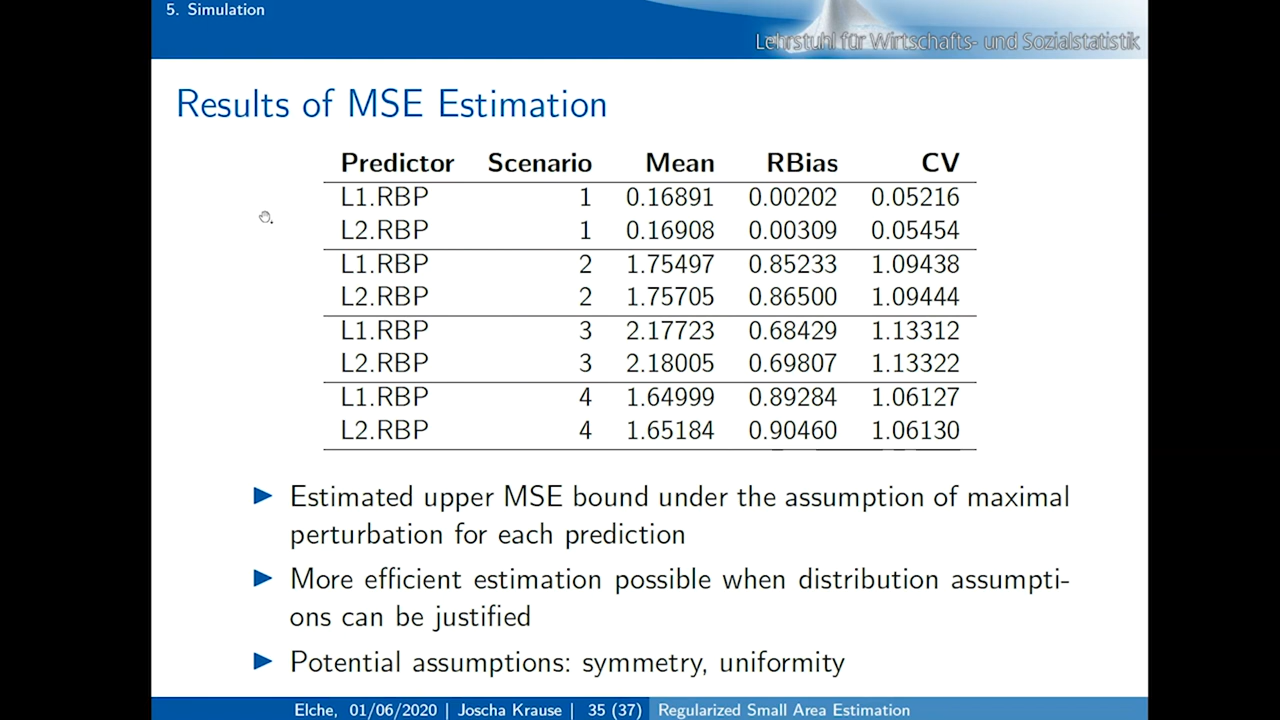 5. Simulation
Lehrstuhl für Wirtschafts- und Sozialstatistik
Results of MSE Estimation
Predictor Scenario Mean RBias CV
L1.RBP 1 0.16891 0.00202 0.05216
L2.RBP 1 0.16908 0.00309 0.05454
L1.RBP 2 1.75497 0.85233 1.09438
L2.RBP 2 1.75705 0.86500 1.09444
L1.RBP 3 2.17723 0.68429 1.13312
L2.RBP 3 2.18005 0.69807 1.13322
L1.RBP 4 1.64999 0.89284 1.06127
L2.RBP 4 1.65184 0.90460 1.06130
▶ Estimated upper MSE bound under the assumption of maximal
perturbation for each prediction
▶ More efficient estimation possible when distribution assumpti-
ons can be justified
▶ Potential assumptions: symmetry, uniformity
Elche, 01/06/2020 | Joscha Krause | 35 (37) Regularized Small Area Estimation